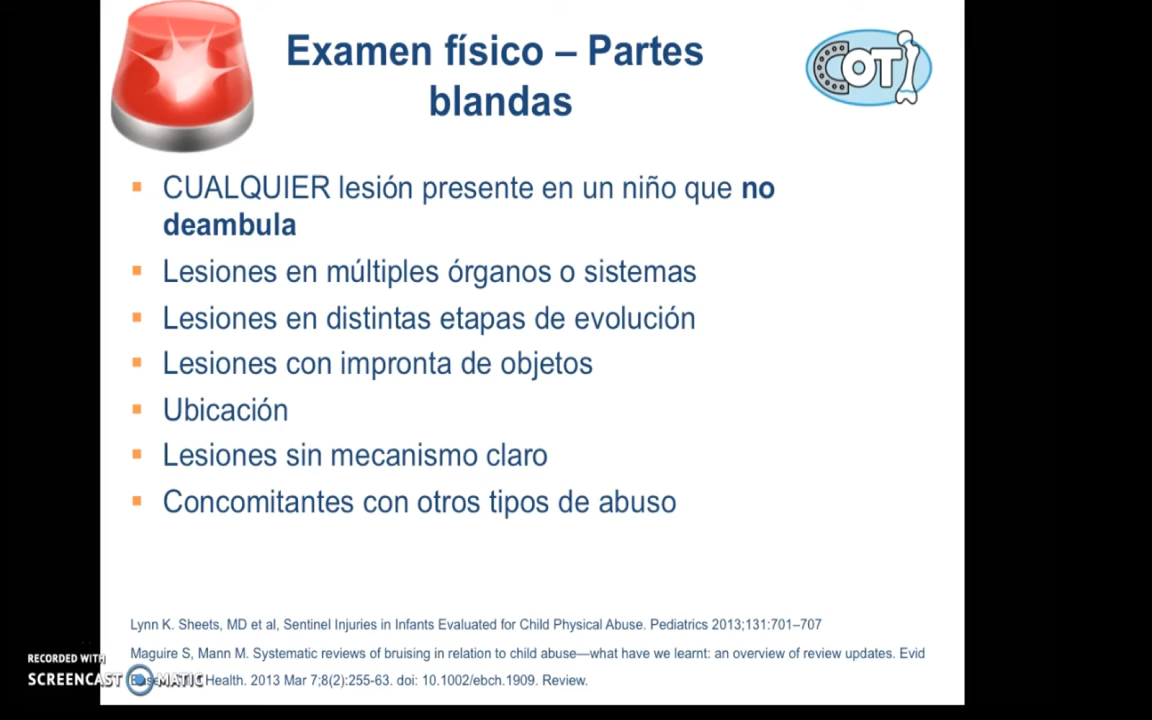 Examen físico – Partes
blandas
COTI
CUALQUIER lesión presente en un niño que no
deambula
Lesiones en múltiples órganos o sistemas
Lesiones en distintas etapas de evolución
Lesiones con impronta de objetos
Ubicación
Lesiones sin mecanismo claro
Concomitantes con otros tipos de abuso
Lynn K. Sheets, MD et al, Sentinel Injuries in Infants Evaluated for Child Physical Abuse. Pediatrics 2013;131:701–707
Maguire S, Mann M. Systematic reviews of bruising in relation to child abuse—what have we learnt: an overview of review updates. Evid
Health. 2013 Mar 7;8(2):255-63. doi: 10.1002/ebch.1909. Review.
RECORDED WITH
SCREENCAST MATIC